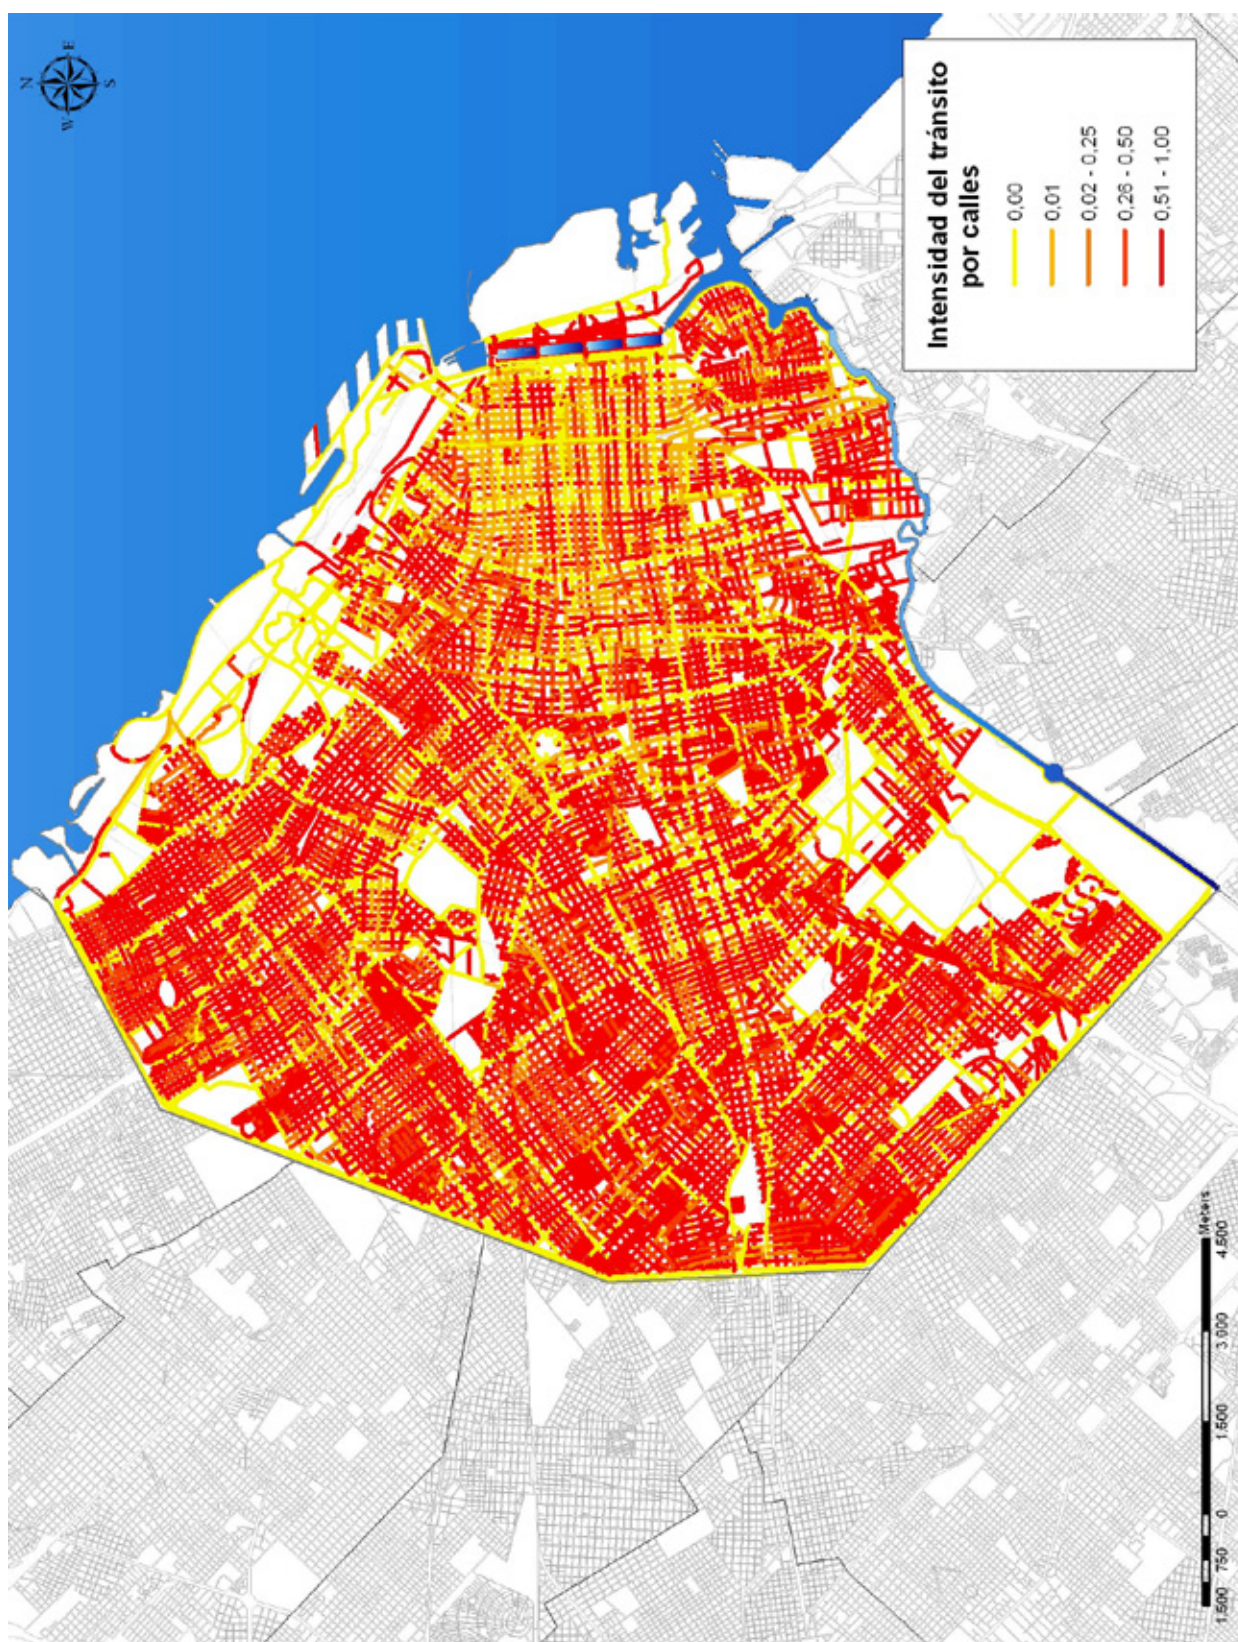 N
E
S
W
Intensidad del tránsito
por calles
0,00
0,01
0,02 - 0,25
0,26 - 0,50
0,51 - 1,00
Meters
1.500 750 0 1.500 3.000 4.500